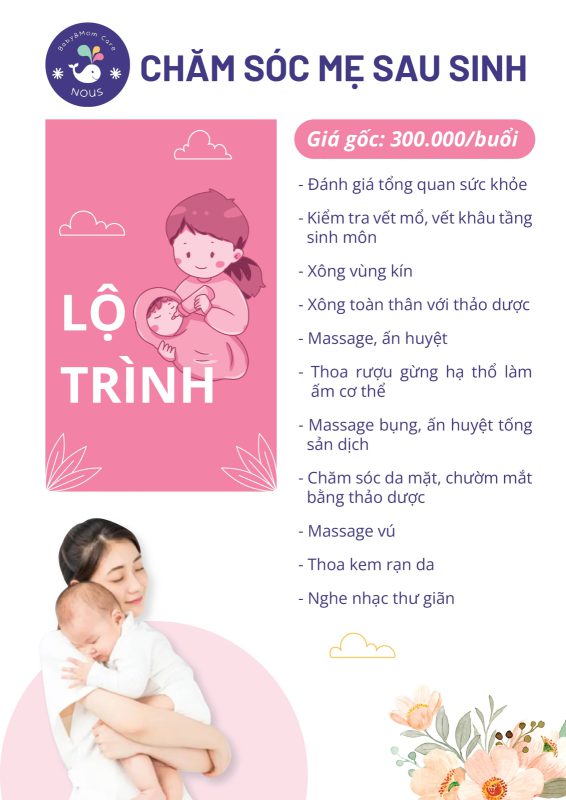 Baby&Mom Care
NOUS
CHĂM SÓC MẸ SAU SINH
LỘ
TRÌNH
Giá gốc: 300.000/buổi
- Đánh giá tổng quan sức khỏe
- Kiểm tra vết mổ, vết khâu tầng
sinh môn
- Xông vùng kín
- Xông toàn thân với thảo dược
- Massage, ấn huyệt
- Thoa rượu gừng hạ thổ làm
ấm cơ thể
- Massage bụng, ấn huyệt tống
sản dịch
- Chăm sóc da mặt, chườm mắt
bằng thảo dược
- Massage vú
- Thoa kem rạn da
- Nghe nhạc thư giãn